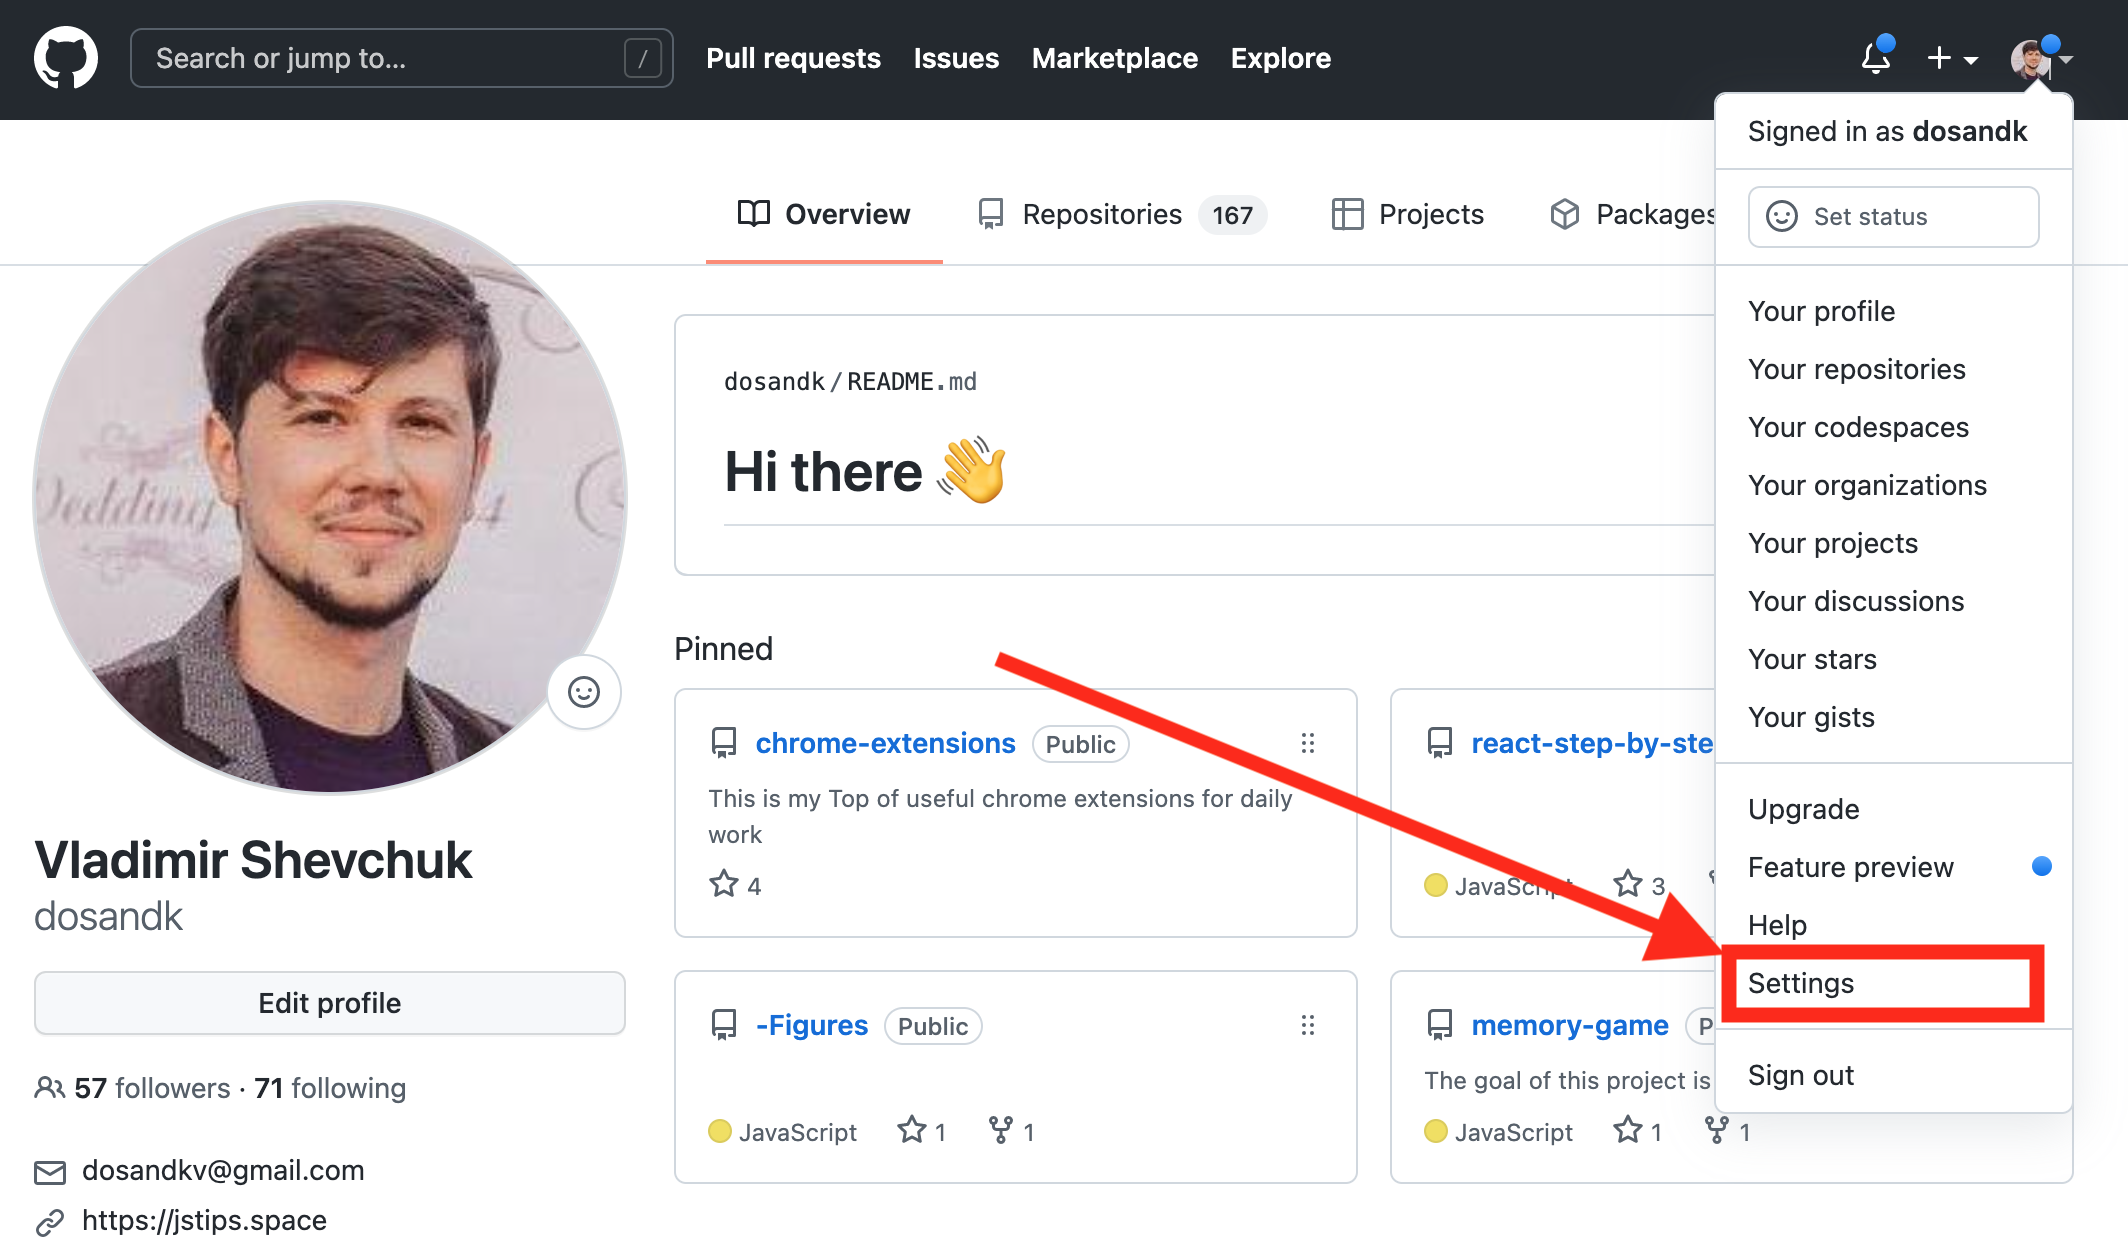 Search or jump to... /
Pull requests Issues Marketplace Explore
Signed in as dosandk
Set status
Your profile
Your repositories
Your codespaces
Your organizations
Your projects
Your discussions
Your stars
Your gists
Upgrade
Feature preview
Help
Settings
Sign out
Overview Repositories 167 Projects Packages
Wedding
Vladimir Shevchuk
dosandk
Edit profile
57 followers · 71 following
dosandkv@gmail.com
https://jstips.space
dosandk/README.md
Hi there 👋
Pinned
chrome-extensions Public
This is my Top of useful chrome extensions for daily
work
4
react-step-by-ste
JavaScript 3
-Figures Public
JavaScript 1 1
memory-game P
The goal of this project is
JavaScript 1 1